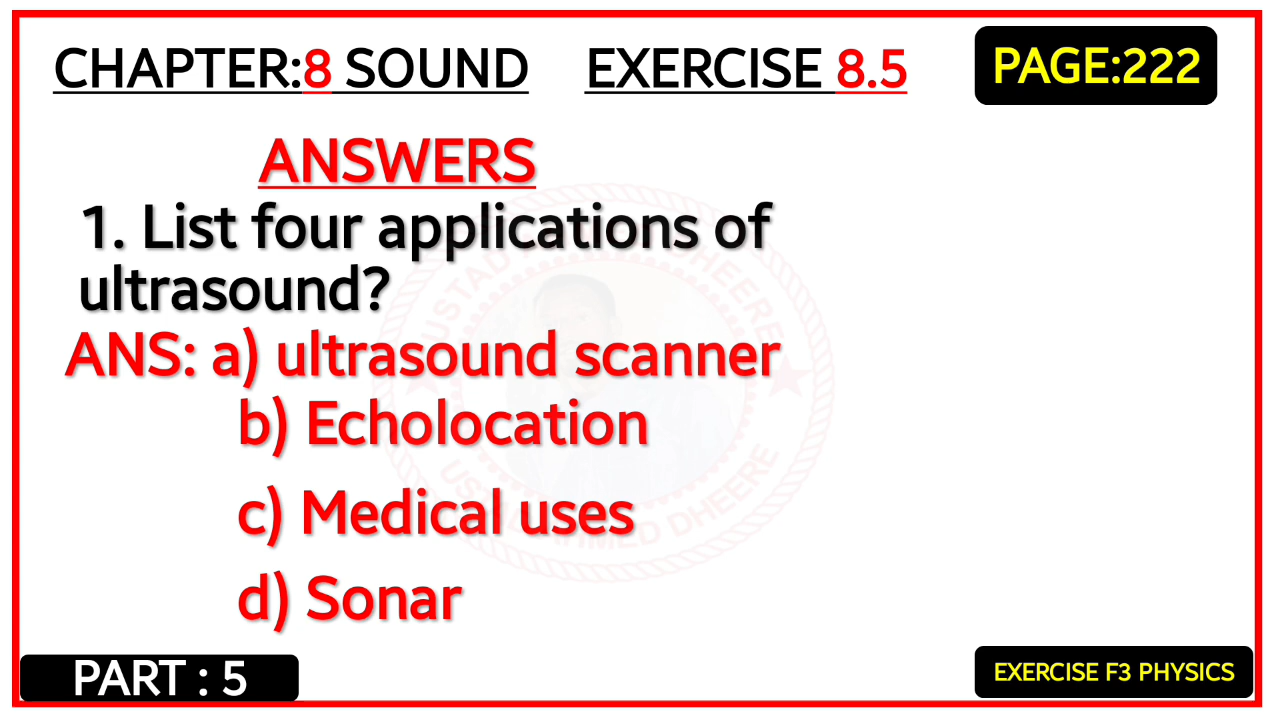 CHAPTER:8 SOUND EXERCISE 8.5
PAGE:222
ANSWERS
1. List four applications of
ultrasound?
ANS: a) ultrasound scanner
b) Echolocation
c) Medical uses
d) Sonar
PART : 5
EXERCISE F3 PHYSICS